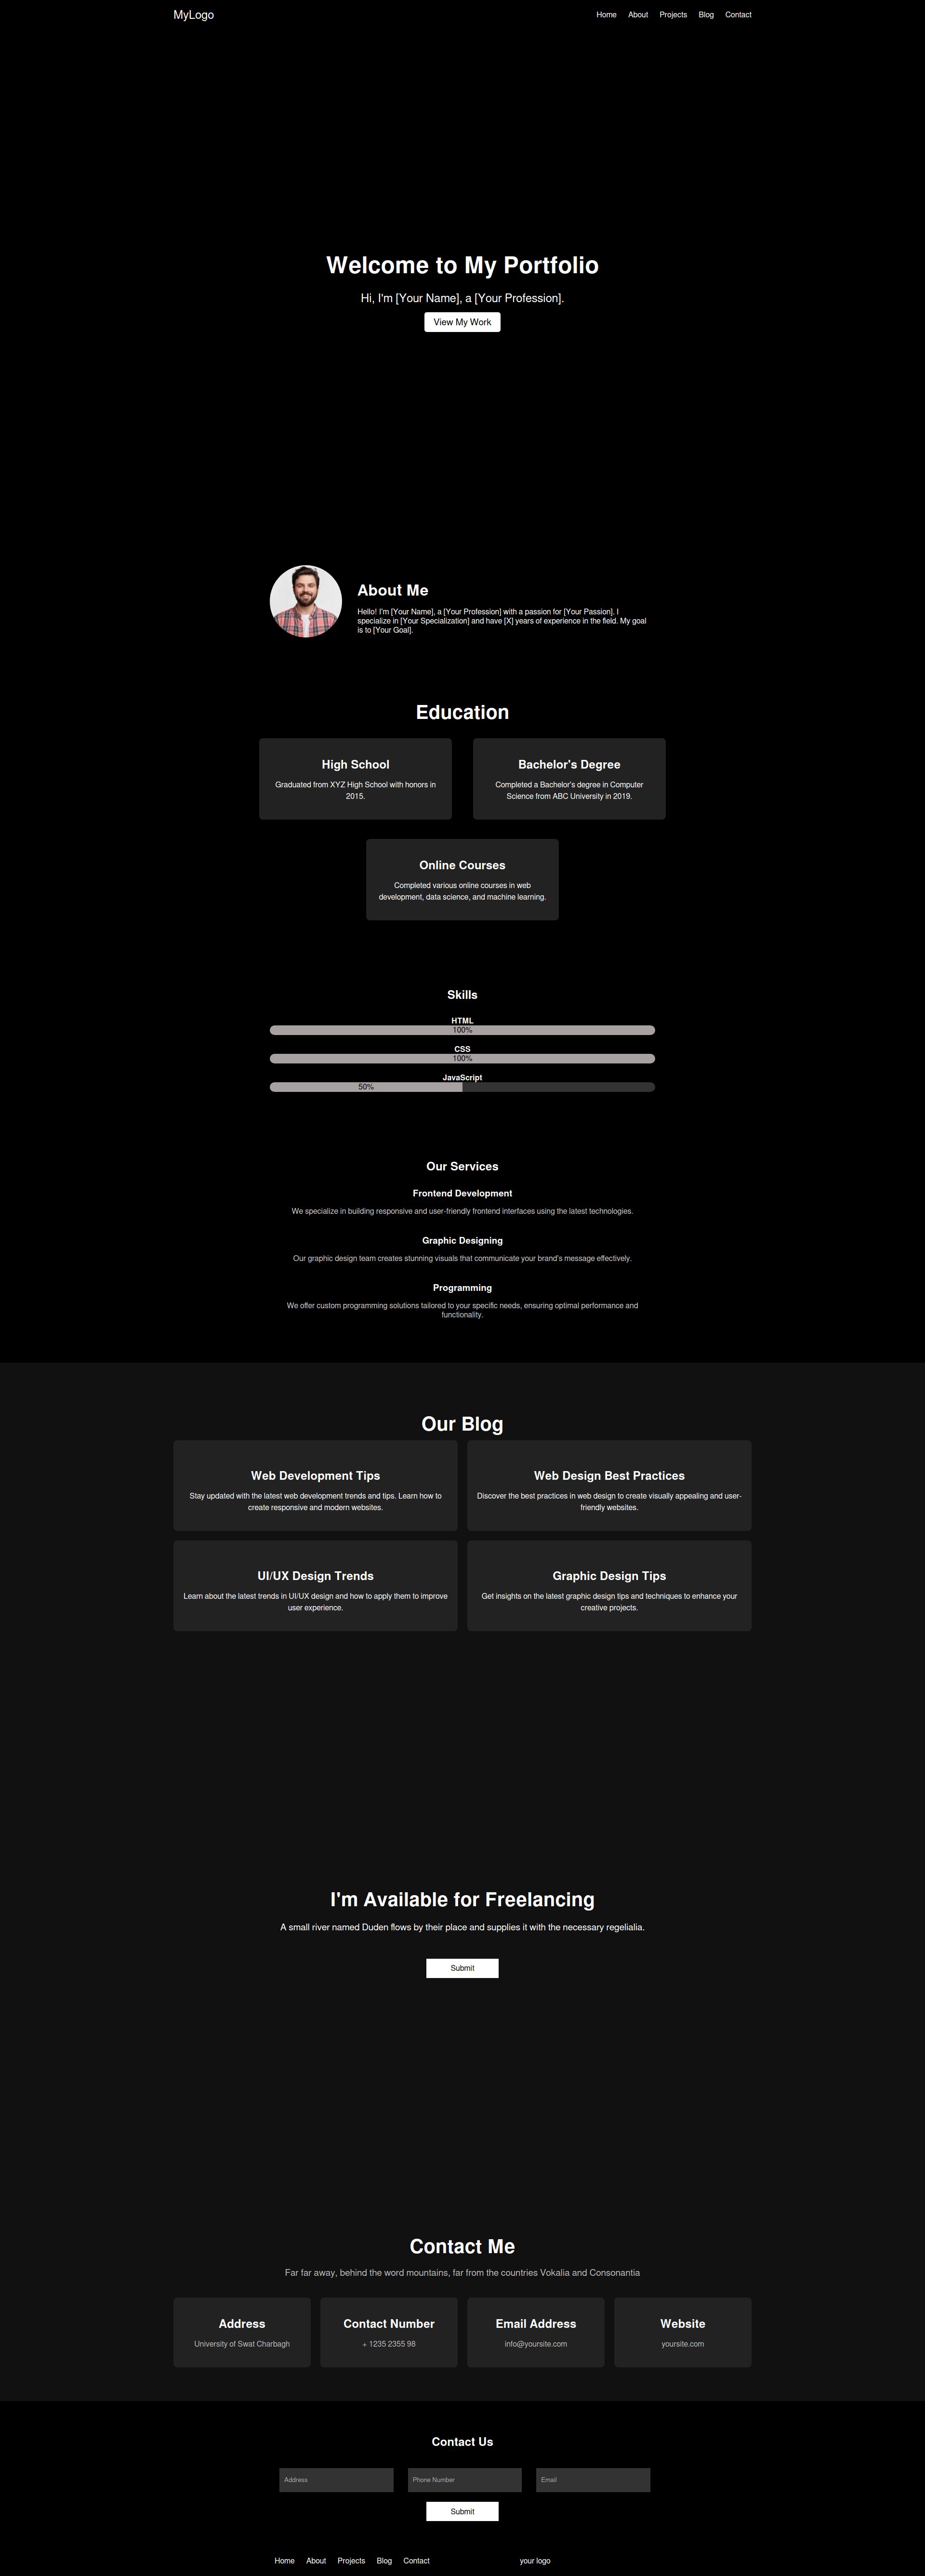 MyLogo
Home About Projects Blog Contact
Welcome to My Portfolio
Hi, I'm [Your Name], a [Your Profession].
View My Work
About Me
Hello! I'm [Your Name], a [Your Profession] with a passion for [Your Passion]. I
specialize in [Your Specialization] and have [X] years of experience in the field. My goal
is to [Your Goal].
Education
High School
Graduated from XYZ High School with honors in
2015.
Bachelor's Degree
Completed a Bachelor's degree in Computer
Science from ABC University in 2019.
Online Courses
Completed various online courses in web
development, data science, and machine learning.
Skills
HTML
100%
CSS
100%
JavaScript
50%
Our Services
Frontend Development
We specialize in building responsive and user-friendly frontend interfaces using the latest technologies.
Graphic Designing
Our graphic design team creates stunning visuals that communicate your brand's message effectively.
Programming
We offer custom programming solutions tailored to your specific needs, ensuring optimal performance and
functionality.
Our Blog
Web Development Tips
Stay updated with the latest web development trends and tips. Learn how to
create responsive and modern websites.
Web Design Best Practices
Discover the best practices in web design to create visually appealing and user-
friendly websites.
UI/UX Design Trends
Learn about the latest trends in UI/UX design and how to apply them to improve
user experience.
Graphic Design Tips
Get insights on the latest graphic design tips and techniques to enhance your
creative projects.
I'm Available for Freelancing
A small river named Duden flows by their place and supplies it with the necessary regelialia.
Submit
Contact Me
Far far away, behind the word mountains, far from the countries Vokalia and Consonantia
Address
University of Swat Charbagh
Contact Number
+ 1235 2355 98
Email Address
info@yoursite.com
Website
yoursite.com
Contact Us
Address
Phone Number
Email
Submit
Home About Projects Blog Contact
your logo